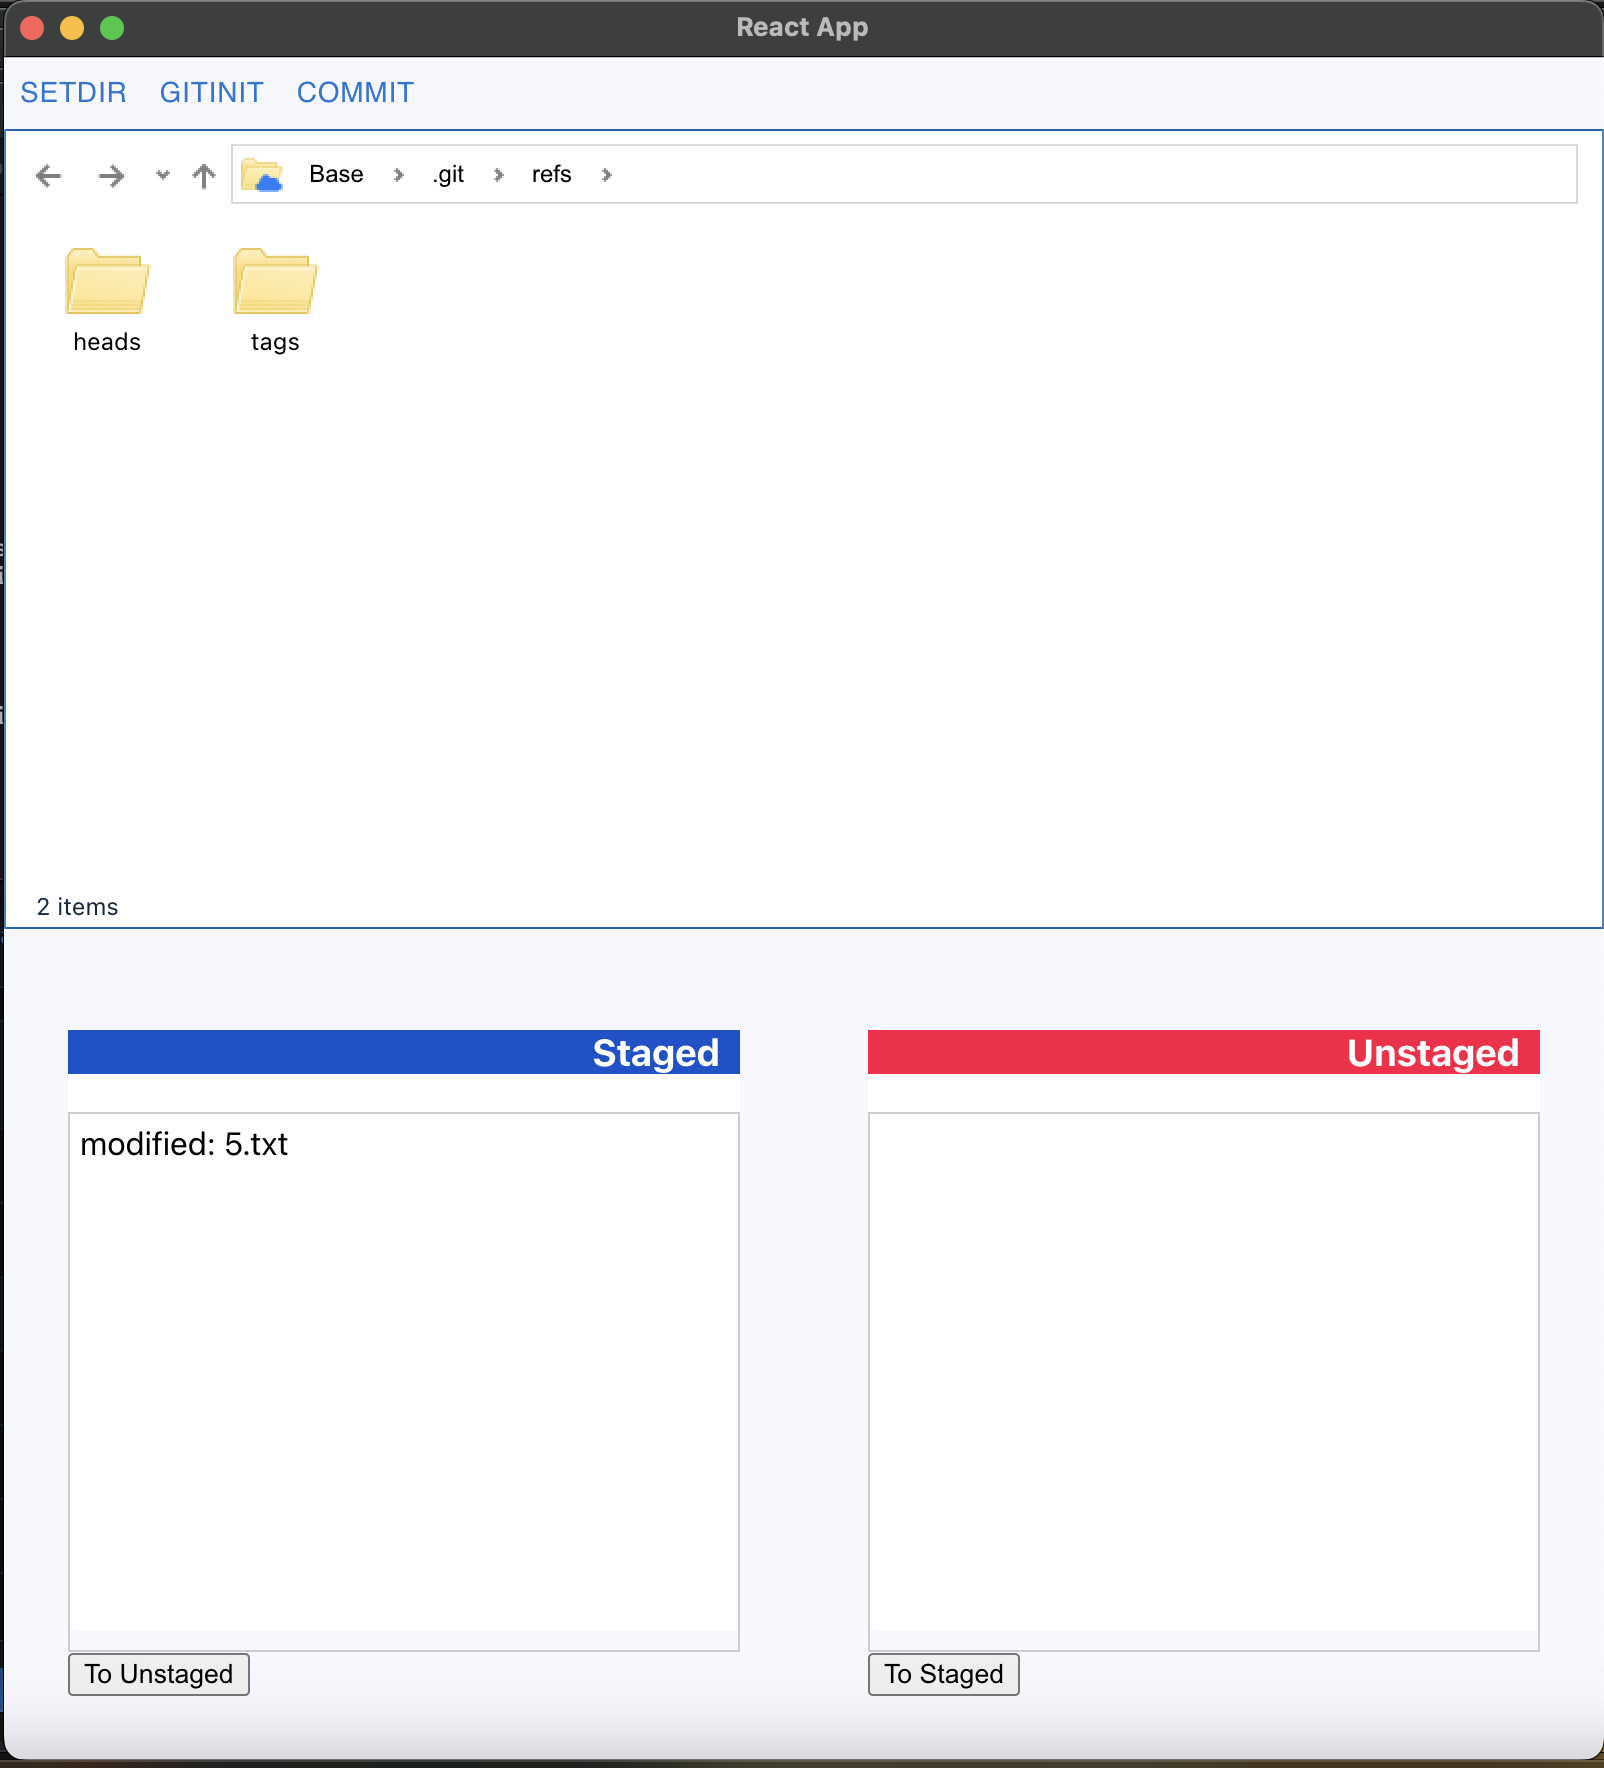 React App
SETDIR GITINIT COMMIT
Base .git refs
heads tags
2 items
Staged Unstaged
modified: 5.txt
To Unstaged To Staged